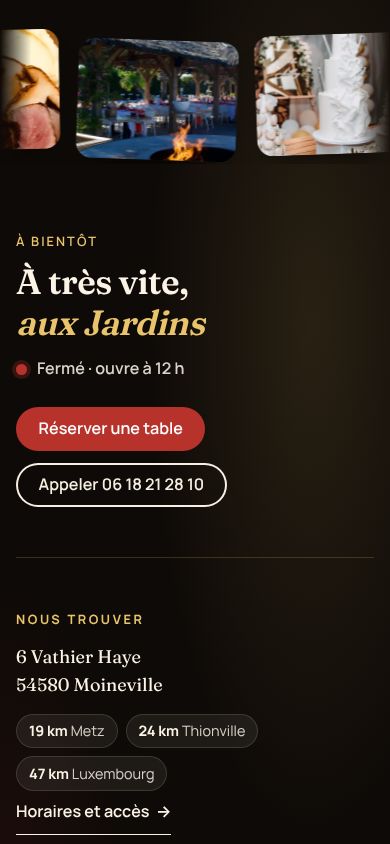 À BIENTÔT
À très vite,
aux Jardins
Fermé · ouvre à 12 h
Réserver une table
Appeler 06 18 21 28 10
NOUS TROUVER
6 Vathier Haye
54580 Moineville
19 km Metz
24 km Thionville
47 km Luxembourg
Horaires et accès →